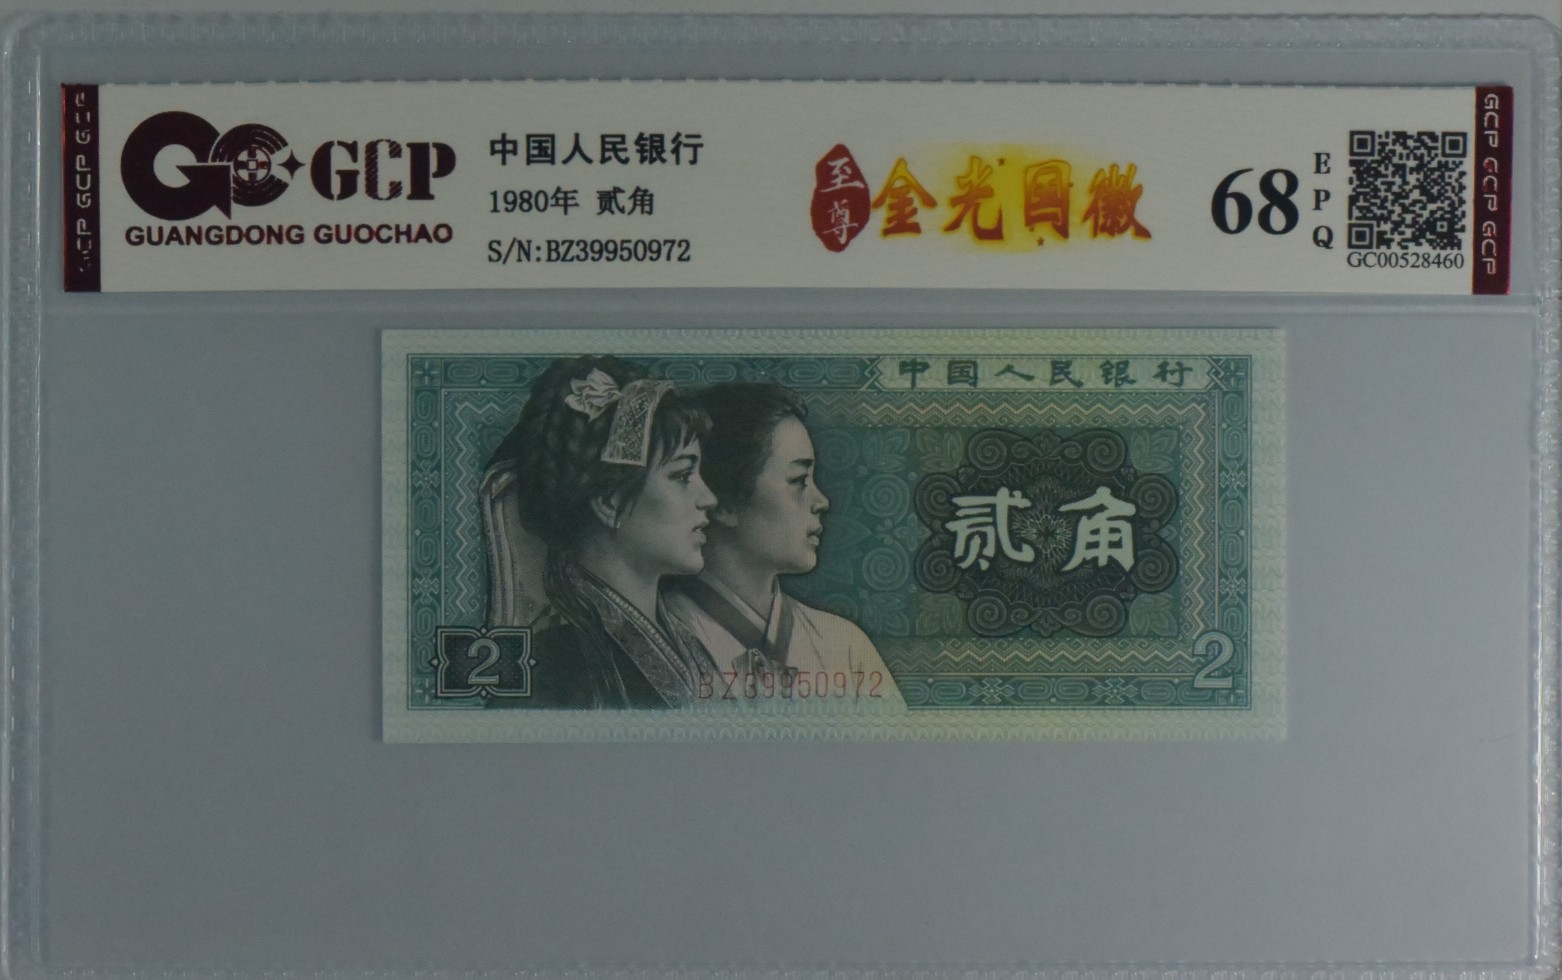 GCP GCP GCP
GCP
GUANGDONG GUOCHAO
中国人民银行
1980年 贰角
S/N:BZ39950972
至尊
金光国徽
68
EPQ
GC00528460
GCP GCP GCP
中国人民银行
贰角
2
BZ39950972
2